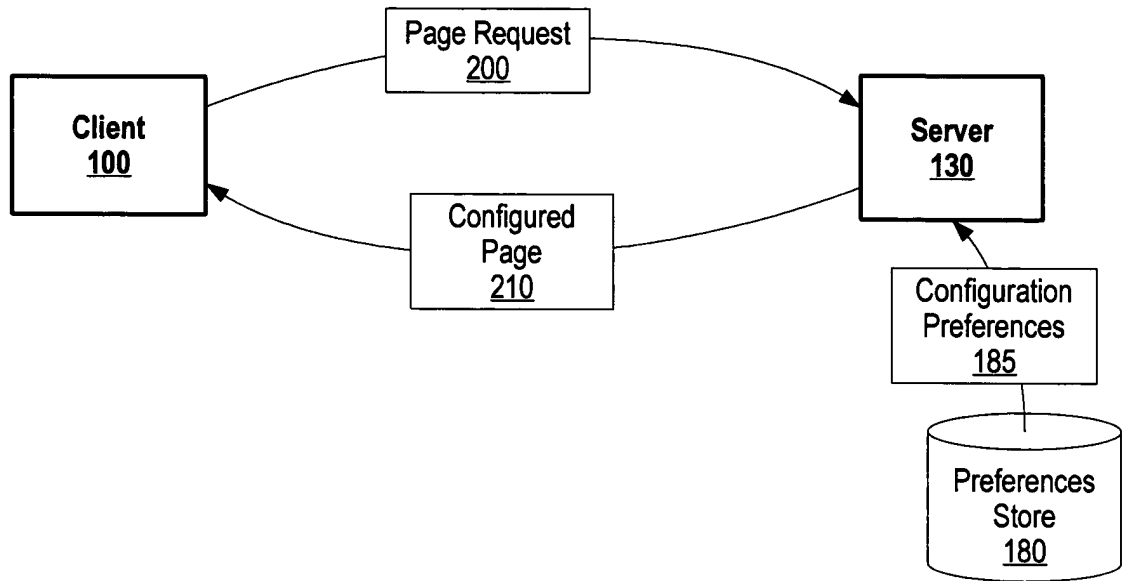 Page Request
200
Client
100
Server
130
Configured
Page
210
Configuration
Preferences
185
Preferences
Store
180